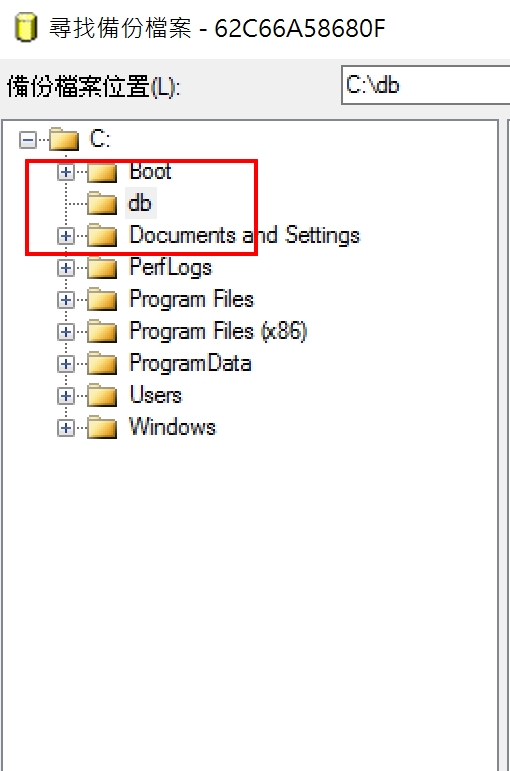 尋找備份檔案 - 62C66A58680F
備份檔案位置(L):
C:\db
C:
Boot
db
Documents and Settings
PerfLogs
Program Files
Program Files (x86)
ProgramData
Users
Windows